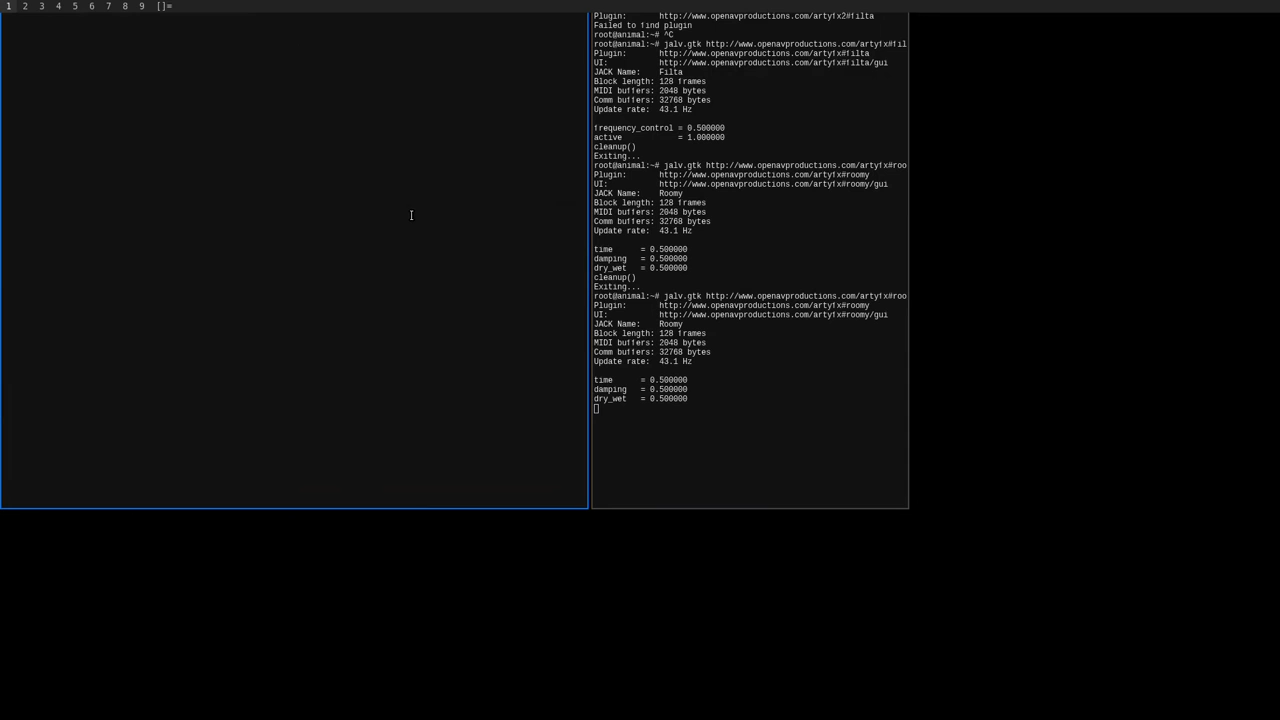 1 2 3 4 5 6 7 8 9 []=
Plugin: http://www.openavproductions.com/artyfx2#filta
Failed to find plugin
root@animal:~# ^C
root@animal:~# jalv.gtk http://www.openavproductions.com/artyfx#fil
Plugin: http://www.openavproductions.com/artyfx#filta
UI: http://www.openavproductions.com/artyfx#filta/gui
JACK Name: Filta
Block length: 128 frames
MIDI buffers: 2048 bytes
Comm buffers: 32768 bytes
Update rate: 43.1 Hz
frequency_control = 0.500000
active = 1.000000
cleanup()
Exiting...
root@animal:~# jalv.gtk http://www.openavproductions.com/artyfx#roo
Plugin: http://www.openavproductions.com/artyfx#roomy
UI: http://www.openavproductions.com/artyfx#roomy/gui
JACK Name: Roomy
Block length: 128 frames
MIDI buffers: 2048 bytes
Comm buffers: 32768 bytes
Update rate: 43.1 Hz
time = 0.500000
damping = 0.500000
dry_wet = 0.500000
cleanup()
Exiting...
root@animal:~# jalv.gtk http://www.openavproductions.com/artyfx#roo
Plugin: http://www.openavproductions.com/artyfx#roomy
UI: http://www.openavproductions.com/artyfx#roomy/gui
JACK Name: Roomy
Block length: 128 frames
MIDI buffers: 2048 bytes
Comm buffers: 32768 bytes
Update rate: 43.1 Hz
time = 0.500000
damping = 0.500000
dry_wet = 0.500000